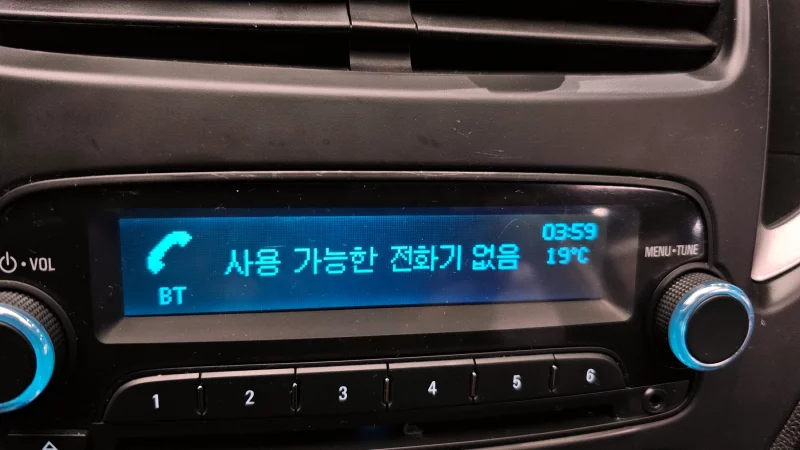 03:59
사용 가능한 전화기 없음
19°C
BT
VOL
MENU•TUNE
1 2 3 4 5 6